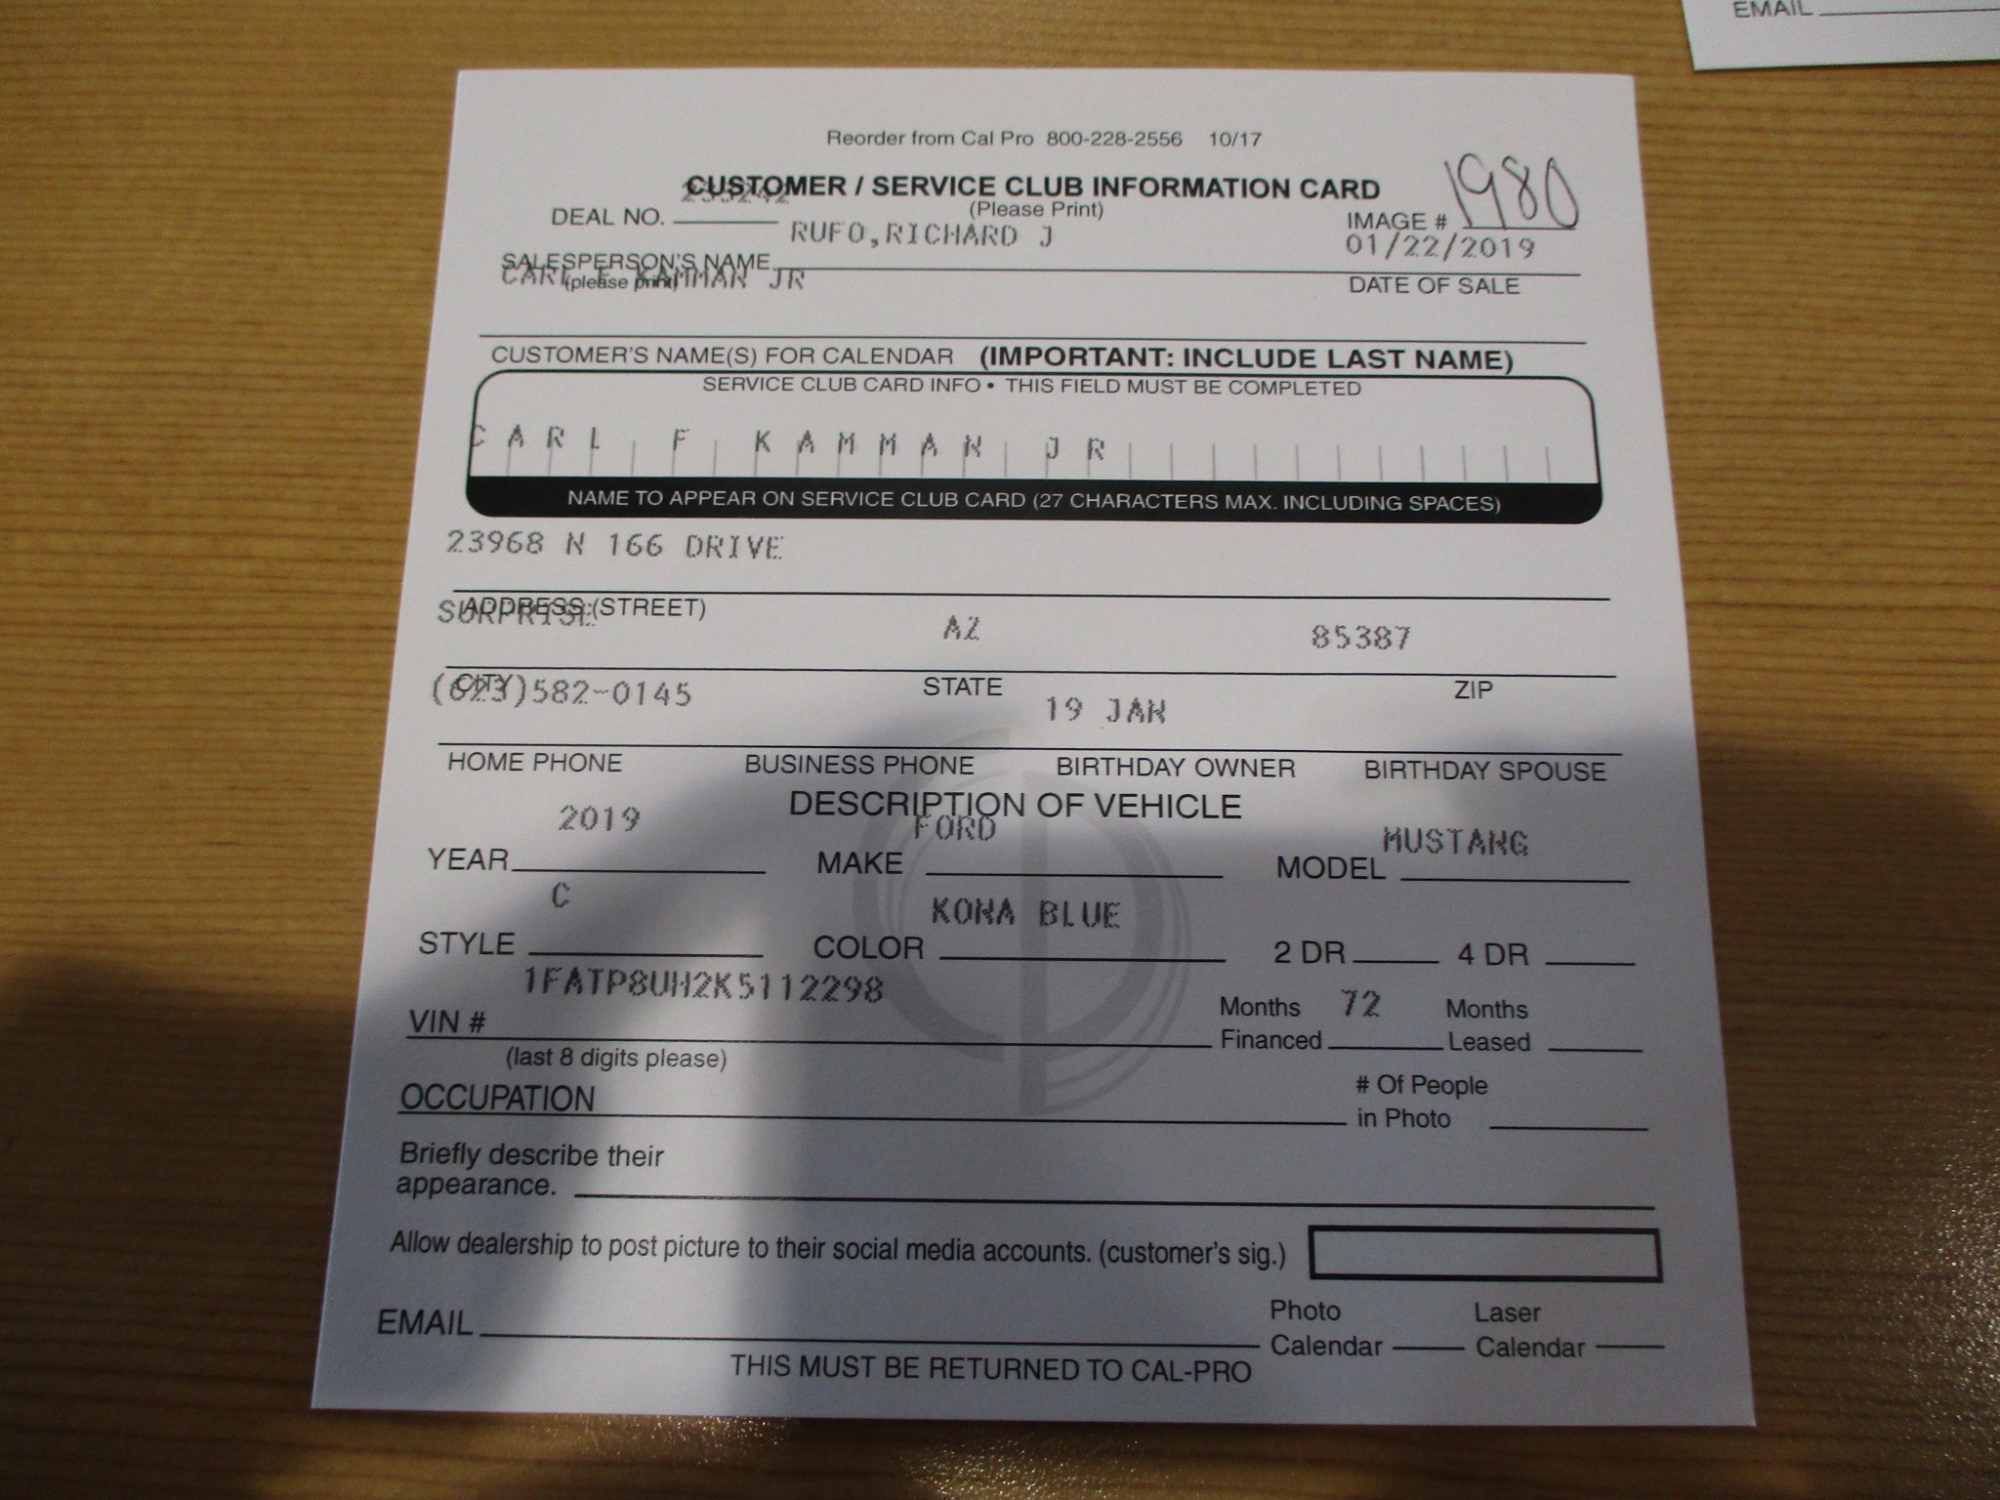 EMAIL
Reorder from Cal Pro 800-228-2556 10/17
CUSTOMER / SERVICE CLUB INFORMATION CARD
233242
(Please Print)
DEAL NO.
IMAGE # 1980
RUFO,RICHARD J
01/22/2019
SALESPERSON'S NAME
(please print)
CARL F KAMMAN JR
DATE OF SALE
CUSTOMER'S NAME(S) FOR CALENDAR (IMPORTANT: INCLUDE LAST NAME)
SERVICE CLUB CARD INFO • THIS FIELD MUST BE COMPLETED
CARL F KAMMAN JR
NAME TO APPEAR ON SERVICE CLUB CARD (27 CHARACTERS MAX. INCLUDING SPACES)
23968 N 166 DRIVE
ADDRESS (STREET)
SURPRISE AZ 85387
CITY STATE ZIP
(623)582-0145 19 JAN
HOME PHONE BUSINESS PHONE BIRTHDAY OWNER BIRTHDAY SPOUSE
DESCRIPTION OF VEHICLE
2019 FORD MUSTANG
YEAR MAKE MODEL
C KONA BLUE
STYLE COLOR 2 DR 4 DR
1FATP8UH2K5112298
VIN #
Months 72 Months
Financed Leased
(last 8 digits please)
OCCUPATION
# Of People
in Photo
Briefly describe their
appearance.
Allow dealership to post picture to their social media accounts. (customer's sig.)
EMAIL
Photo Laser
Calendar Calendar
THIS MUST BE RETURNED TO CAL-PRO